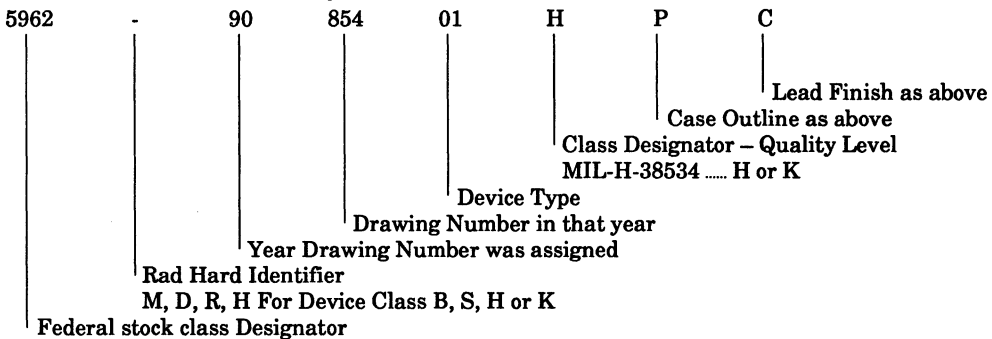 5962 - 90 854 01 H P C
Lead Finish as above
Case Outline as above
Class Designator – Quality Level
MIL-H-38534 ...... H or K
Device Type
Drawing Number in that year
Year Drawing Number was assigned
Rad Hard Identifier
M, D, R, H For Device Class B, S, H or K
Federal stock class Designator